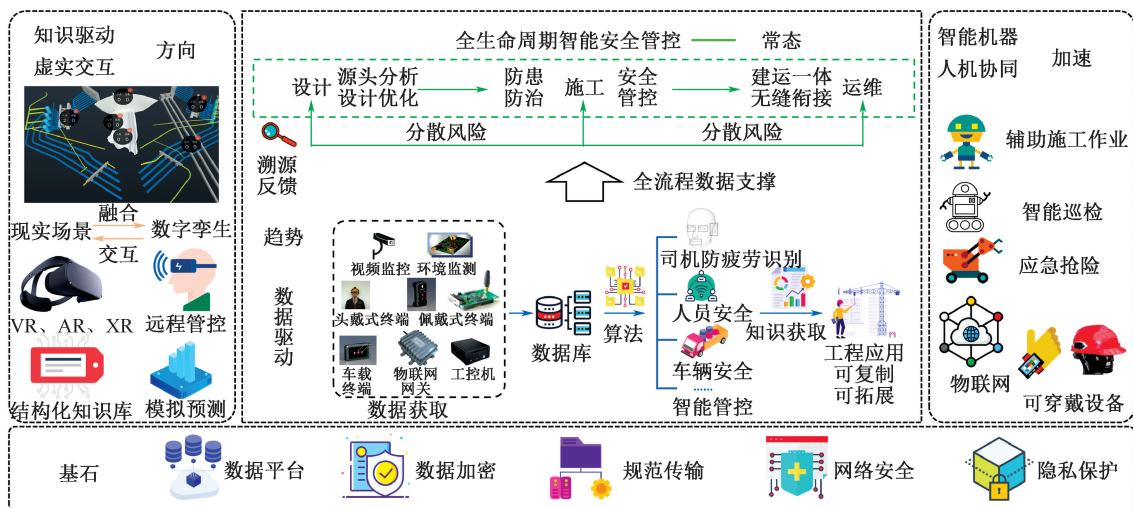 知识驱动
虚实交互
方向
融合
现实场景
数字孪生
交互
VR、AR、XR
远程管控
结构化知识库
模拟预测
全生命周期智能安全管控
常态
设计
源头分析
设计优化
防患
防治
施工
安全
管控
建运一体
无缝衔接
运维
分散风险
分散风险
溯源
反馈
全流程数据支撑
趋势
数据驱动
视频监控
环境监测
头戴式终端
佩戴式终端
车载
终端
物联网
网关
工控机
数据获取
数据库
算法
司机防疲劳识别
人员安全
车辆安全
智能管控
知识获取
工程应用
可复制
可拓展
智能机器
人机协同
加速
辅助施工作业
智能巡检
应急抢险
物联网
可穿戴设备
基石
数据平台
数据加密
规范传输
网络安全
隐私保护